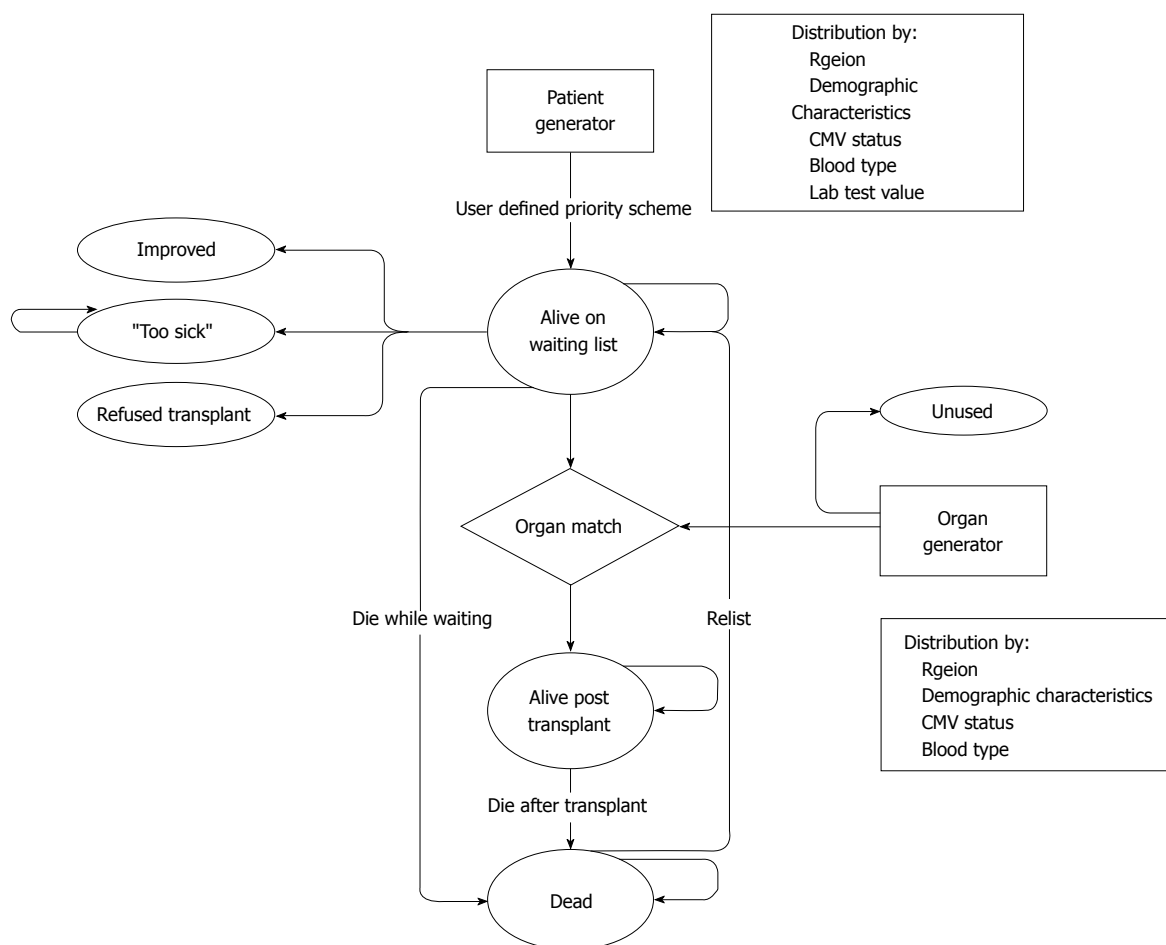 Distribution by:
Rgeion
Demographic
Characteristics
CMV status
Blood type
Lab test value
Patient
generator
User defined priority scheme
Improved
"Too sick"
Refused transplant
Alive on
waiting list
Unused
Organ match
Organ
generator
Die while waiting
Relist
Distribution by:
Rgeion
Demographic characteristics
CMV status
Blood type
Alive post
transplant
Die after transplant
Dead